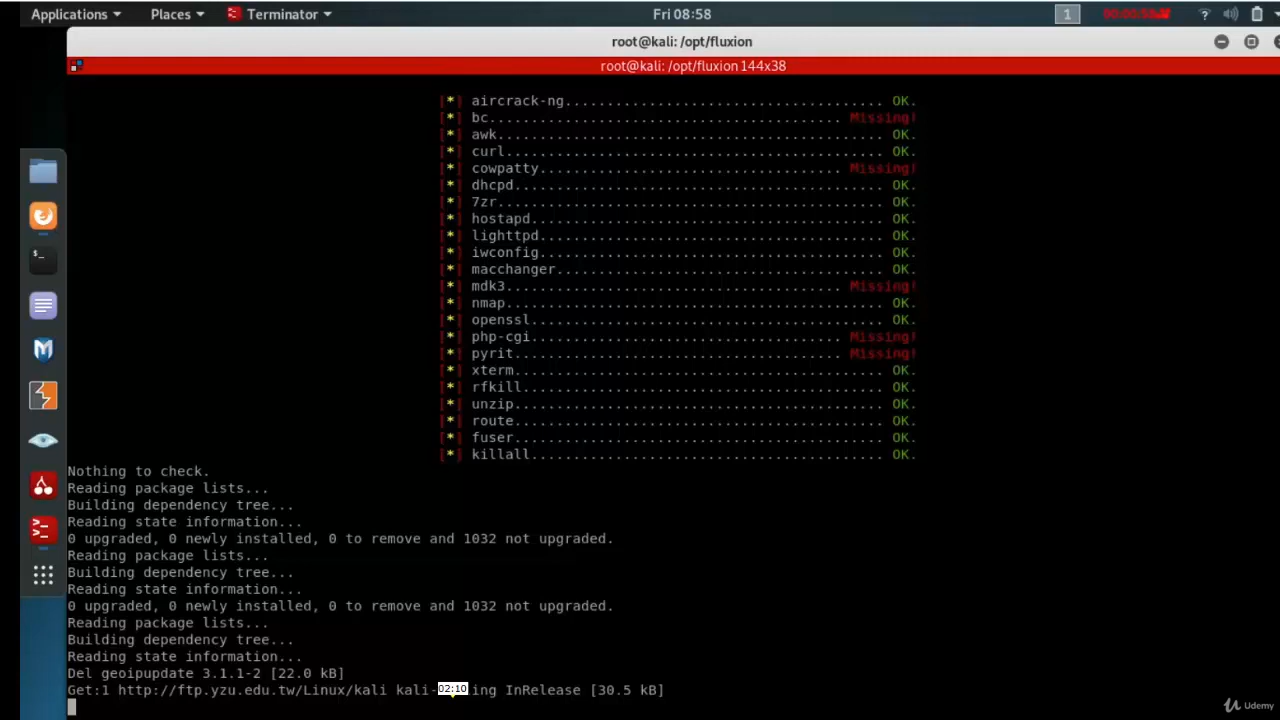 Applications Places Terminator Fri 08:58 1
root@kali: /opt/fluxion
root@kali: /opt/fluxion 144x38
[*] aircrack-ng...................................... OK.
[*] bc.......................................... Missing!
[*] awk.............................................. OK.
[*] curl............................................. OK.
[*] cowpatty.................................... Missing!
[*] dhcpd............................................ OK.
[*] 7zr.............................................. OK.
[*] hostapd.......................................... OK.
[*] lighttpd......................................... OK.
[*] iwconfig......................................... OK.
[*] macchanger....................................... OK.
[*] mdk3........................................ Missing!
[*] nmap............................................. OK.
[*] openssl.......................................... OK.
[*] php-cgi..................................... Missing!
[*] pyrit....................................... Missing!
[*] xterm............................................ OK.
[*] rfkill........................................... OK.
[*] unzip............................................ OK.
[*] route............................................ OK.
[*] fuser............................................ OK.
[*] killall.......................................... OK.
Nothing to check.
Reading package lists...
Building dependency tree...
Reading state information...
0 upgraded, 0 newly installed, 0 to remove and 1032 not upgraded.
Reading package lists...
Building dependency tree...
Reading state information...
0 upgraded, 0 newly installed, 0 to remove and 1032 not upgraded.
Reading package lists...
Building dependency tree...
Reading state information...
Del geoipupdate 3.1.1-2 [22.0 kB]
Get:1 http://ftp.yzu.edu.tw/Linux/kali kali-02:10ing InRelease [30.5 kB]
Udemy